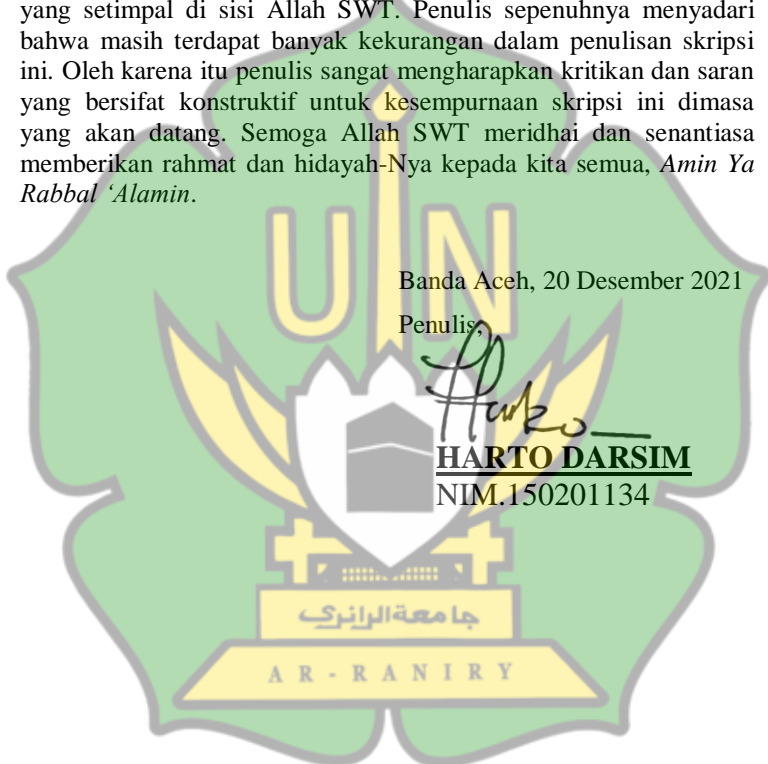 yang setimpal di sisi Allah SWT. Penulis sepenuhnya menyadari
bahwa masih terdapat banyak kekurangan dalam penulisan skripsi
ini. Oleh karena itu penulis sangat mengharapkan kritikan dan saran
yang bersifat konstruktif untuk kesempurnaan skripsi ini dimasa
yang akan datang. Semoga Allah SWT meridhai dan senantiasa
memberikan rahmat dan hidayah-Nya kepada kita semua, Amin Ya
Rabbal ‘Alamin.
UIN
Banda Aceh, 20 Desember 2021
Penulis,
Harto
HARTO DARSIM
NIM.150201134
جامعة الرانري
AR-RANIRY